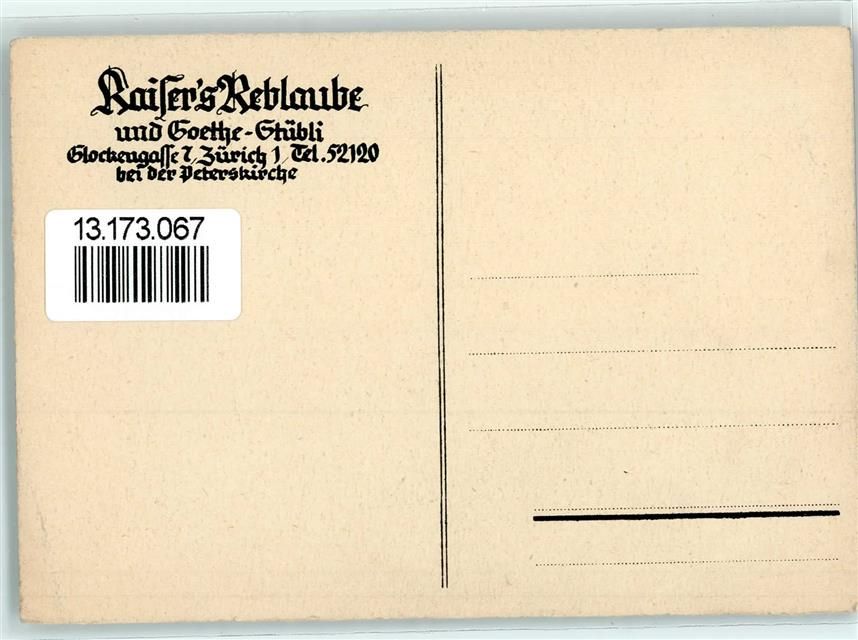 Kaiser's Reblaube
und Goethe-Stübli
Glockengasse 7, Zürich 1, Tel. 52120
bei der Peterskirche
13.173.067